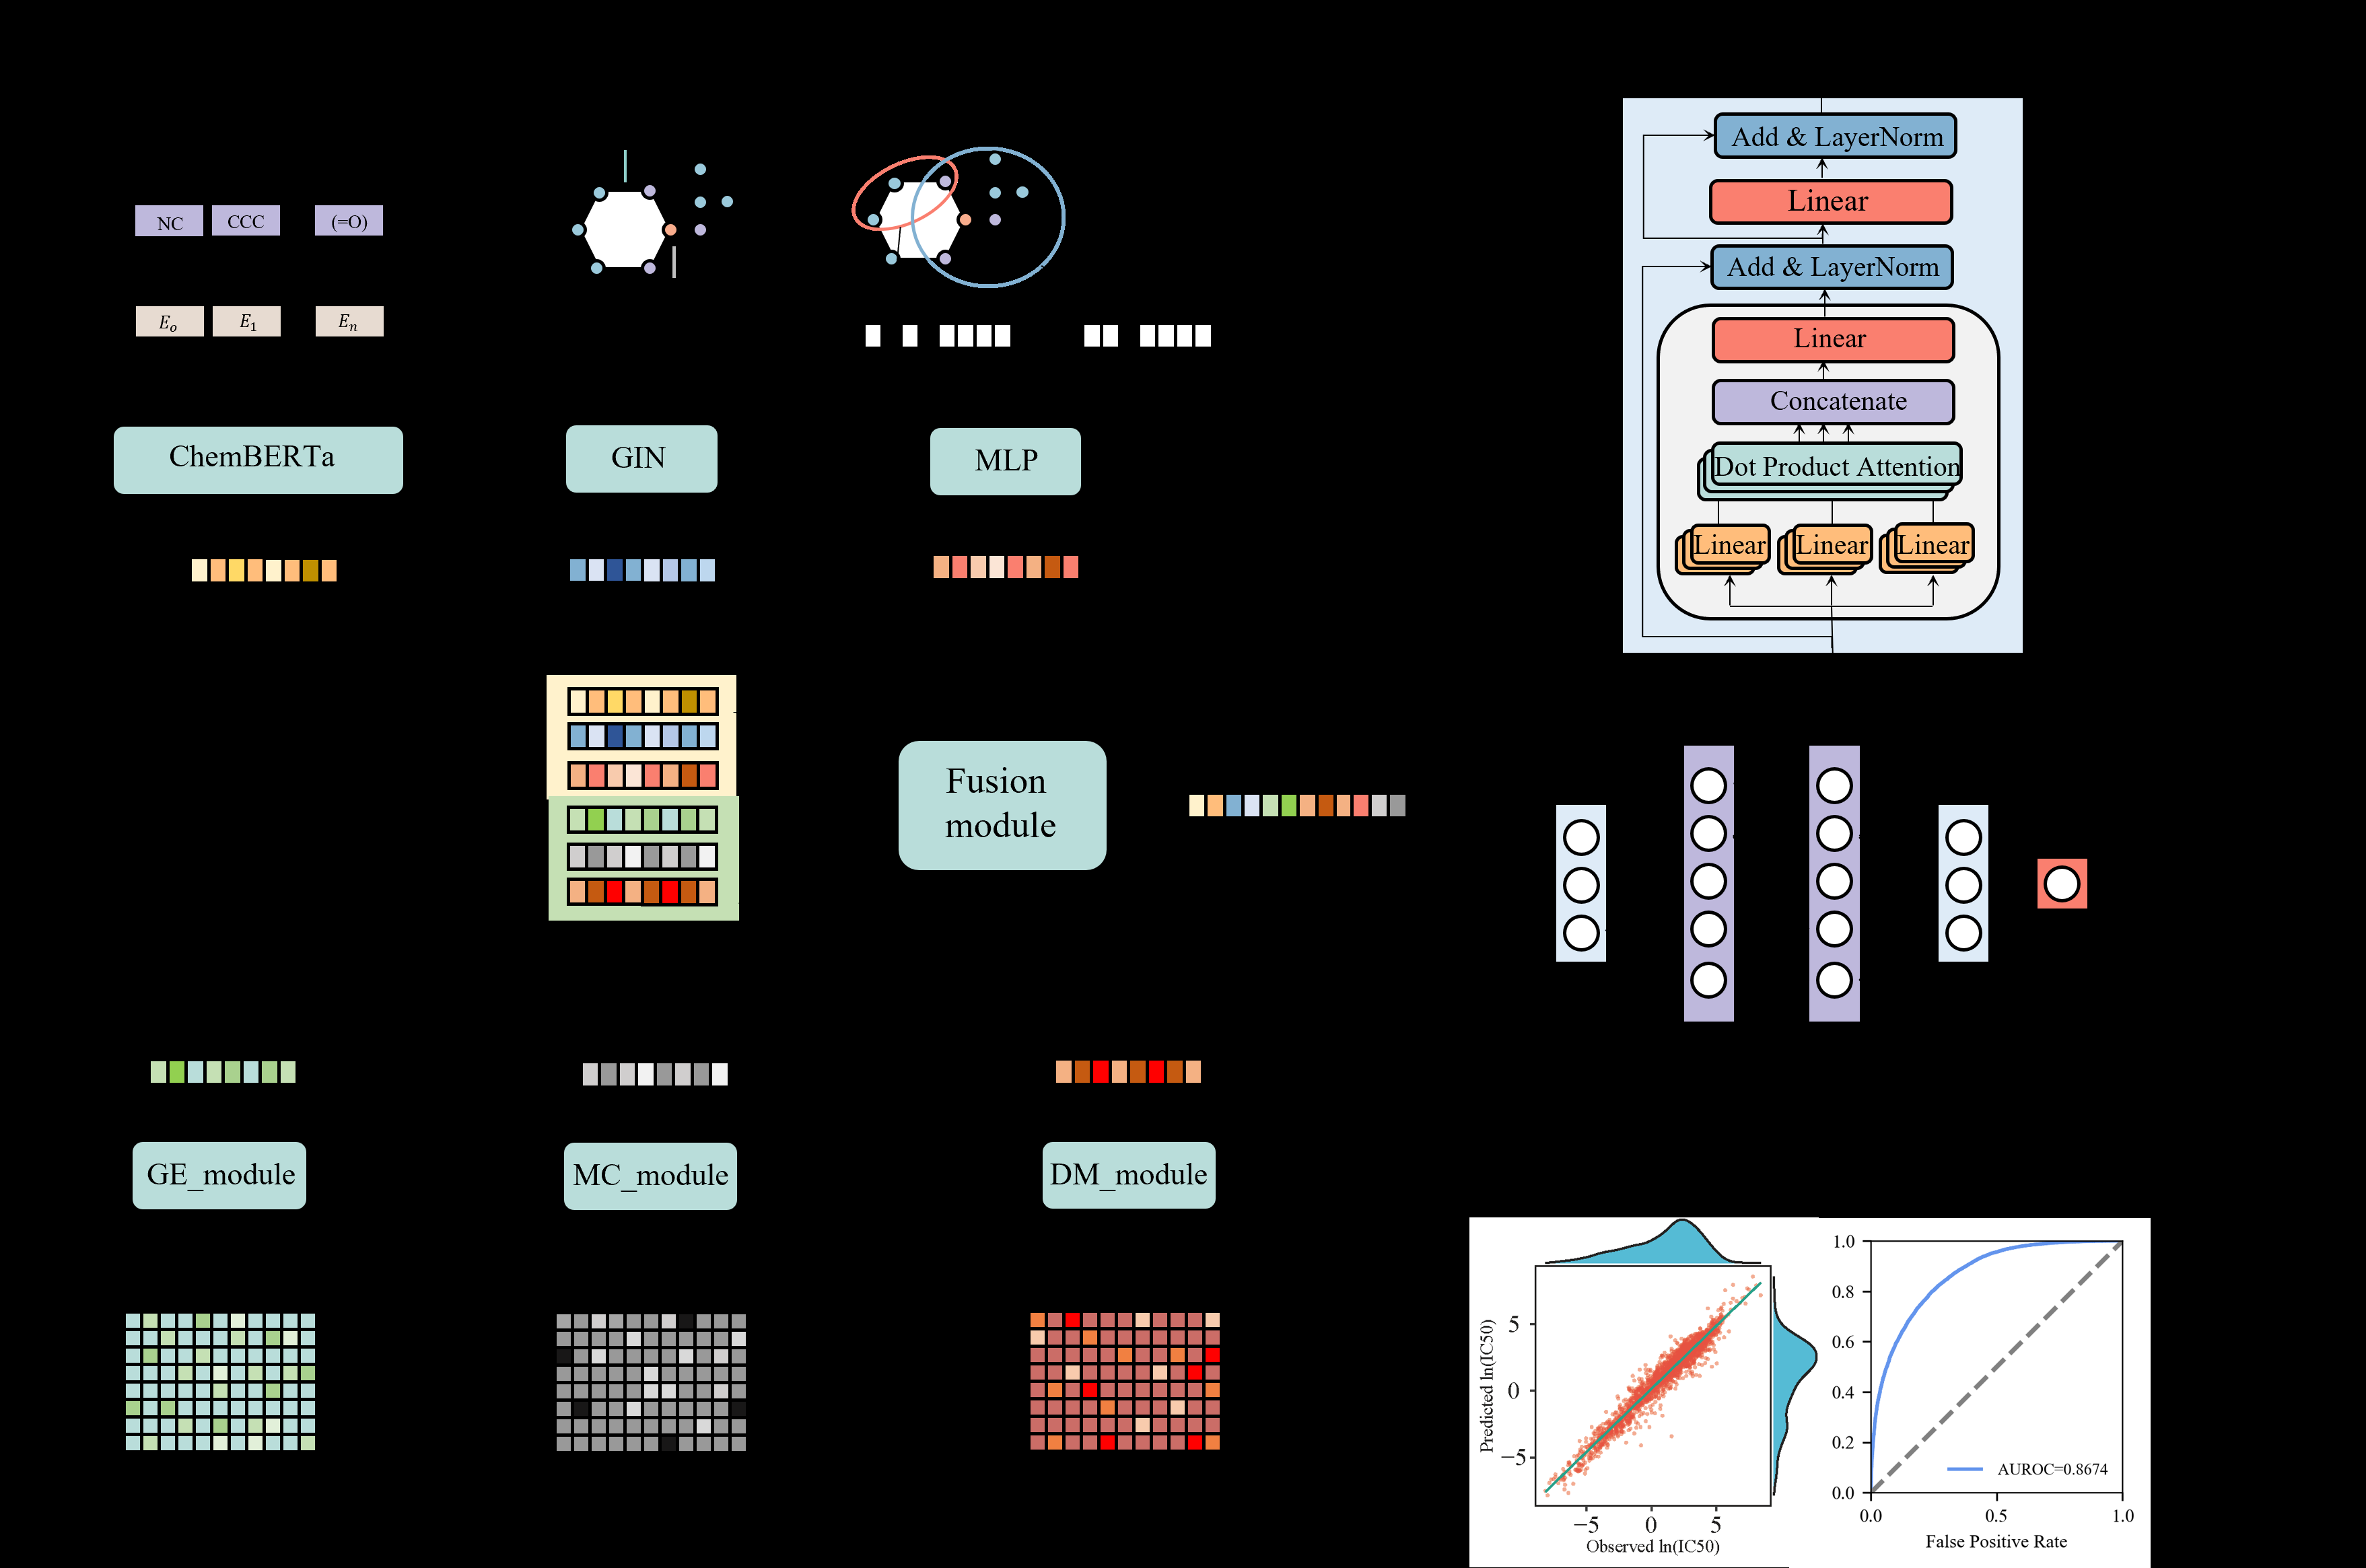 NC CCC (=O)
E₀ E₁ Eₙ
ChemBERTa
GIN
MLP
Fusion
module
GE_module
MC_module
DM_module
Add & LayerNorm
Linear
Add & LayerNorm
Linear
Concatenate
Dot Product Attention
Linear Linear Linear
Predicted ln(IC50)
5
0
−5
−5 0 5
Observed ln(IC50)
1.0
0.8
0.6
0.4
0.2
0.0
AUROC=0.8674
0.0 0.5 1.0
False Positive Rate